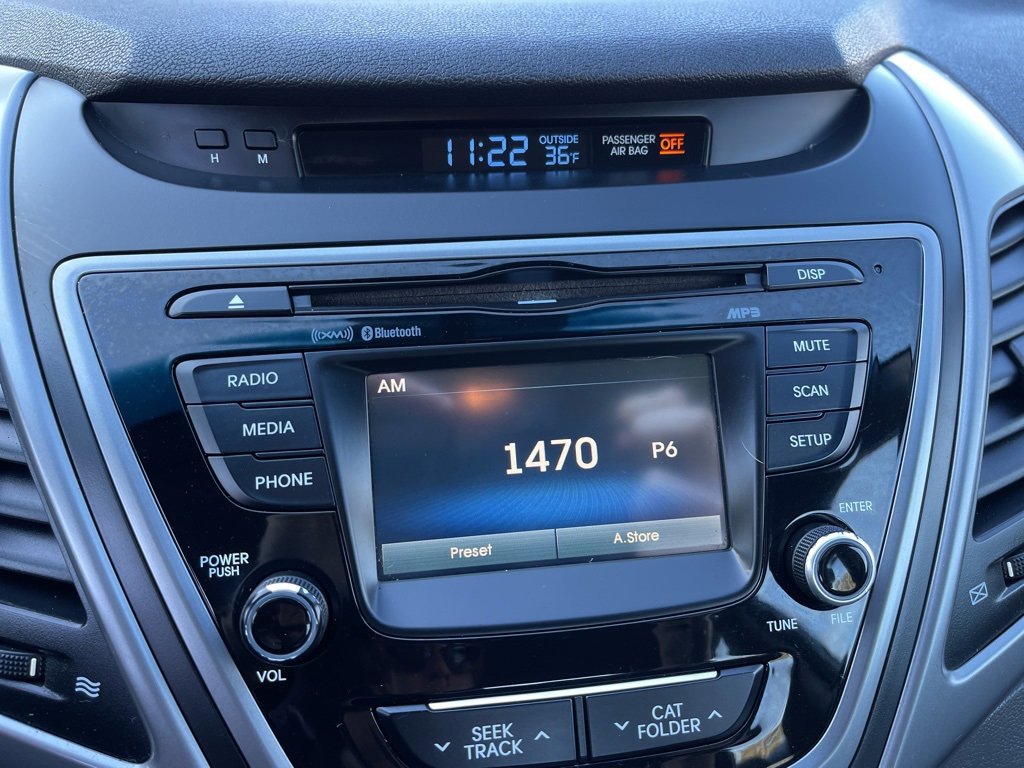 H M
11:22 OUTSIDE 36°F
PASSENGER AIR BAG OFF
DISP
MP3
((XM)) Bluetooth
RADIO
MEDIA
PHONE
AM
1470 P6
Preset A.Store
MUTE
SCAN
SETUP
POWER
PUSH
VOL
ENTER
TUNE FILE
SEEK
TRACK
CAT
FOLDER